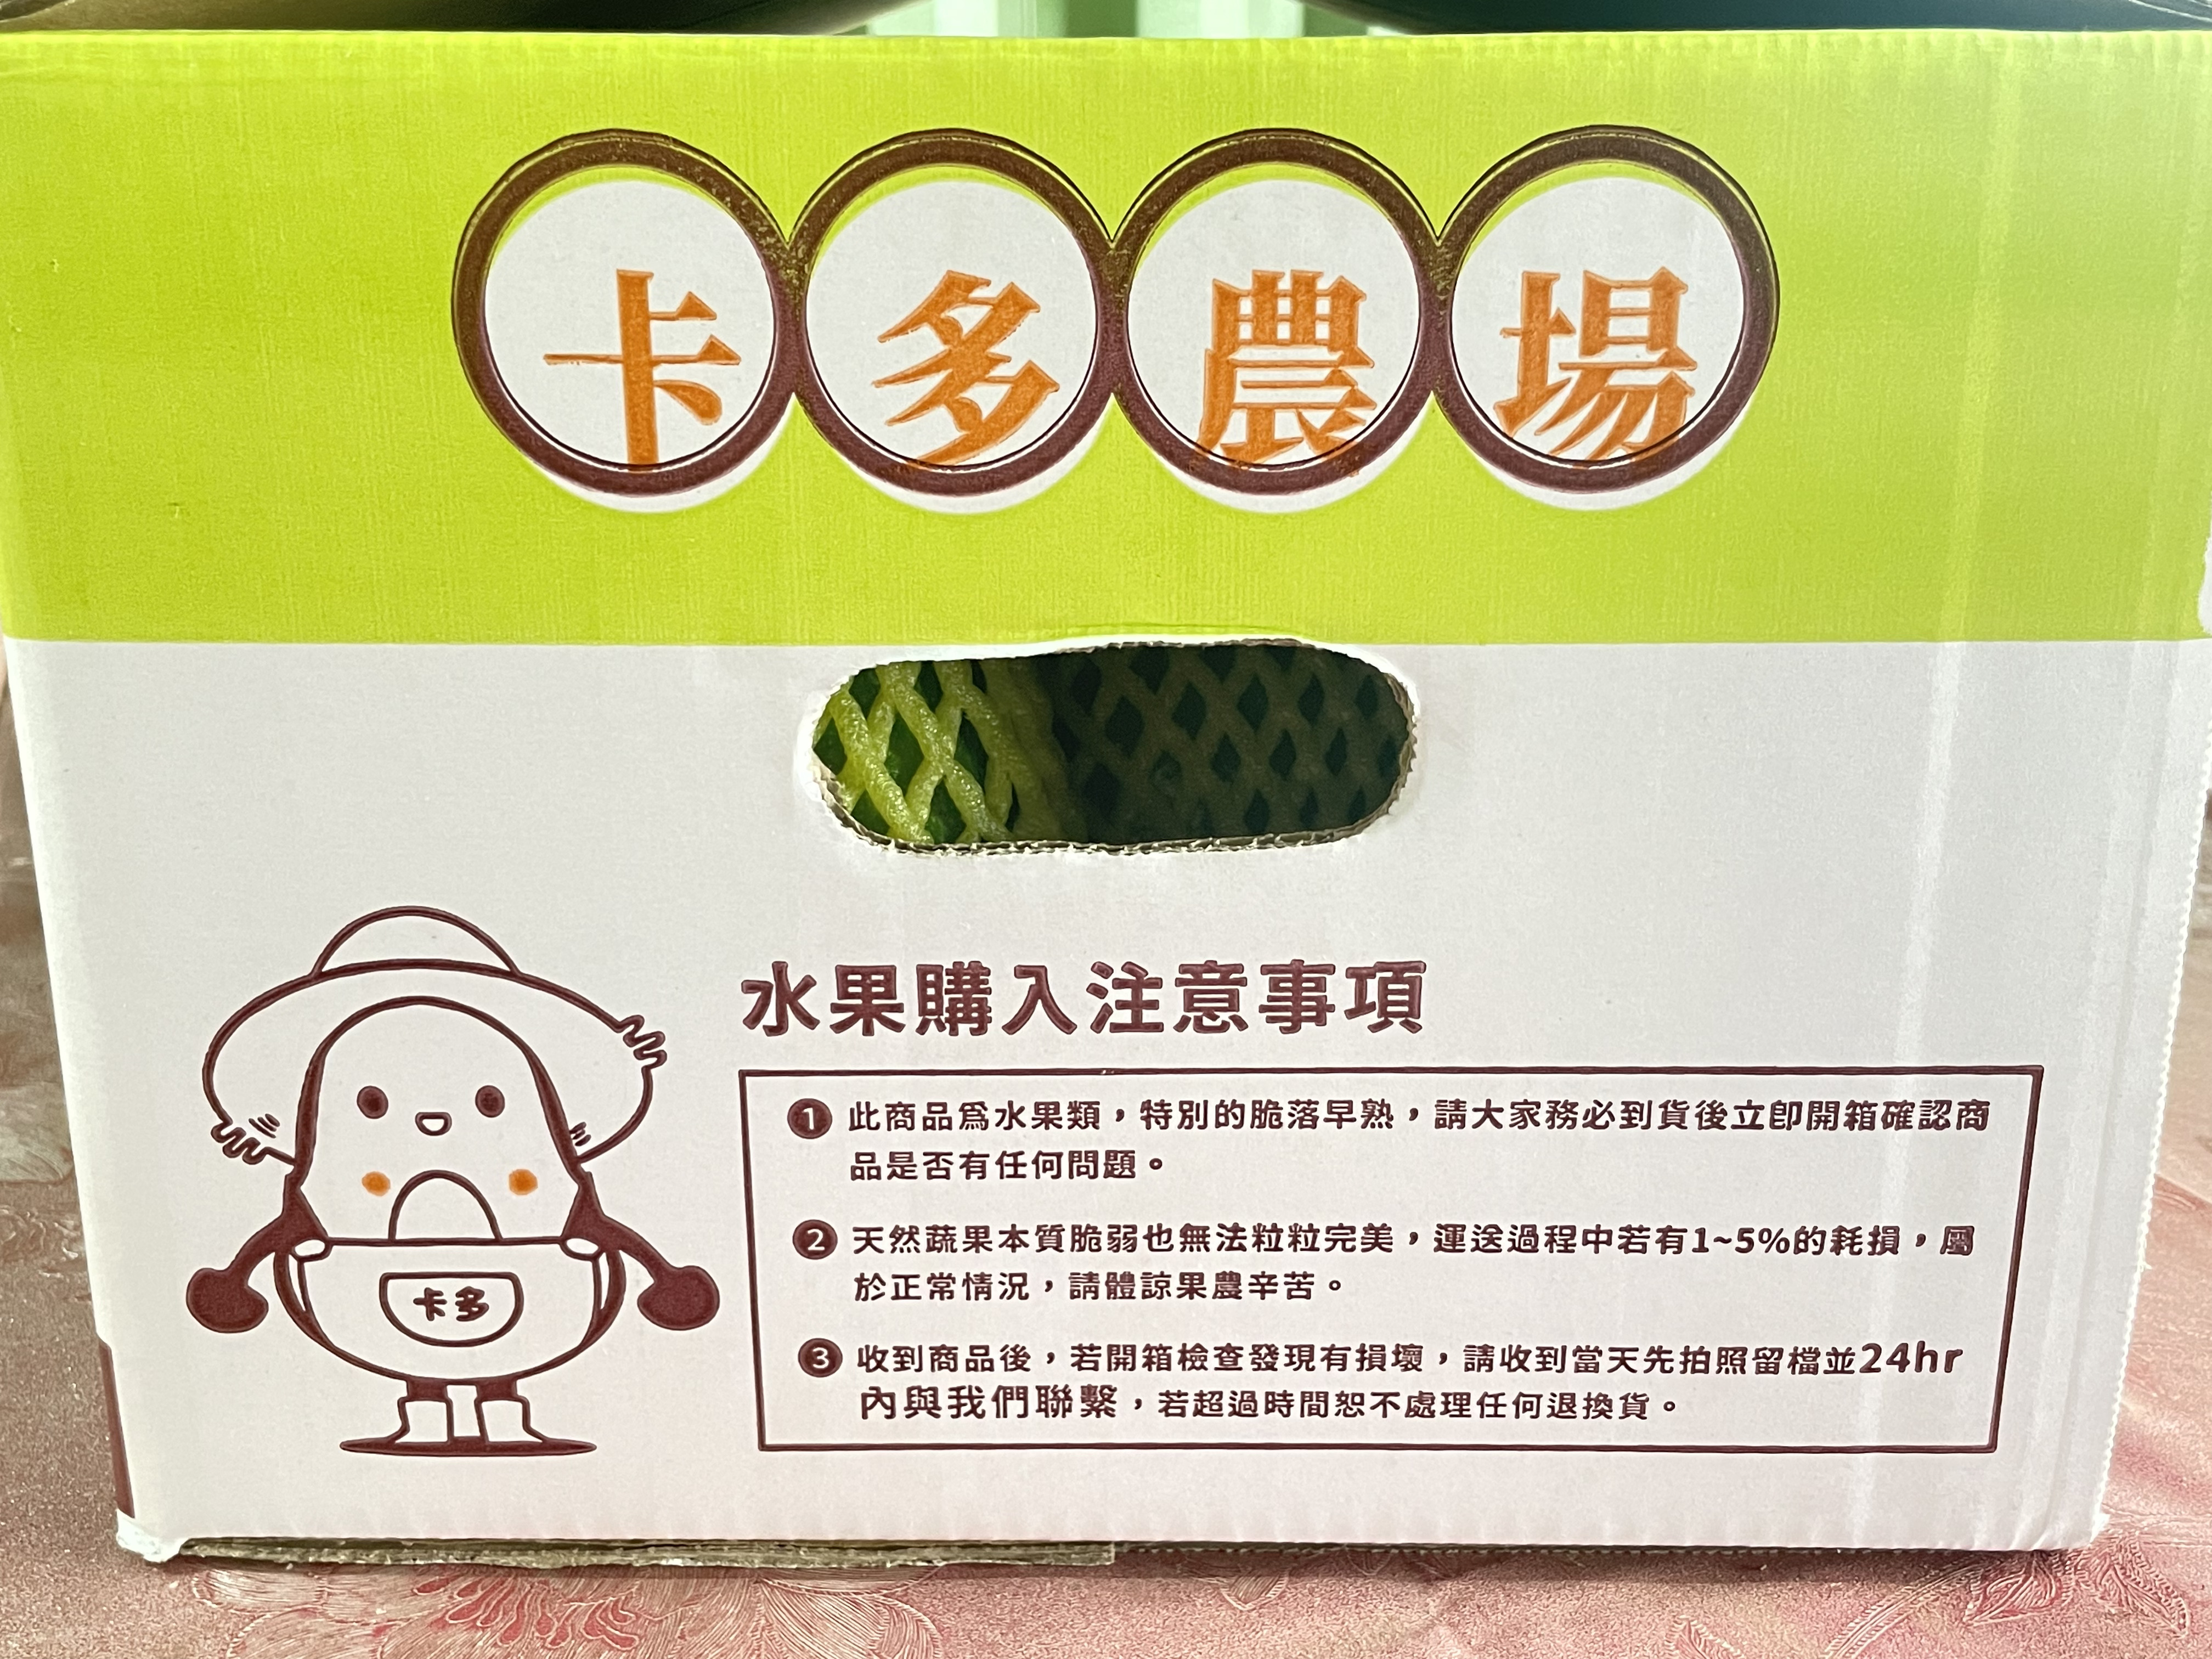 卡多農場
水果購入注意事項
1 此商品為水果類，特別的脆落早熟，請大家務必到貨後立即開箱確認商
品是否有任何問題。
2 天然蔬果本質脆弱也無法粒粒完美，運送過程中若有1~5%的耗損，屬
於正常情況，請體諒果農辛苦。
3 收到商品後，若開箱檢查發現有損壞，請收到當天先拍照留檔並24hr
內與我們聯繫，若超過時間恕不處理任何退換貨。
卡多